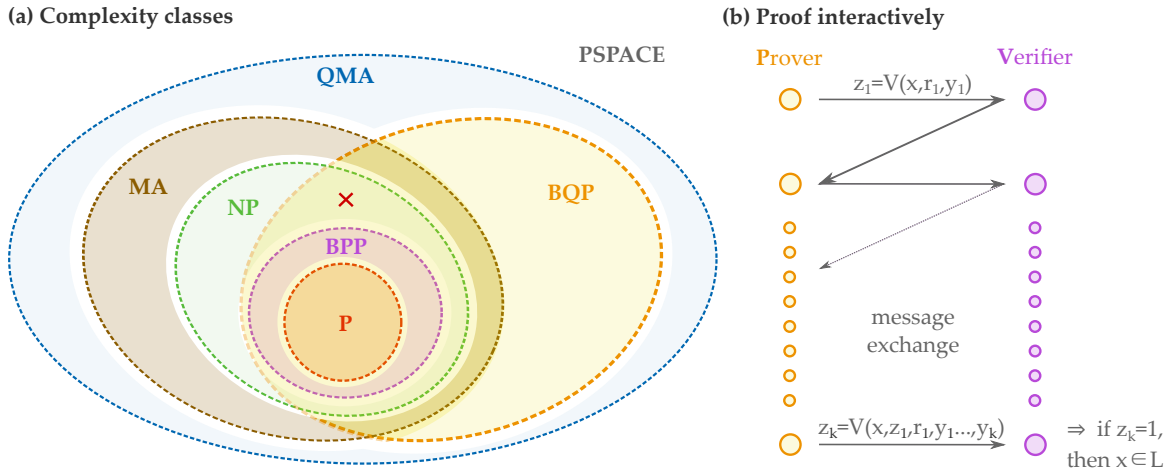 (a) Complexity classes
PSPACE
QMA
MA
NP
BQP
BPP
P
(b) Proof interactively
Prover
Verifier
z₁=V(x,r₁,y₁)
message
exchange
zₖ=V(x,z₁,r₁,y₁...,yₖ)
⇒ if zₖ=1,
then x∈L